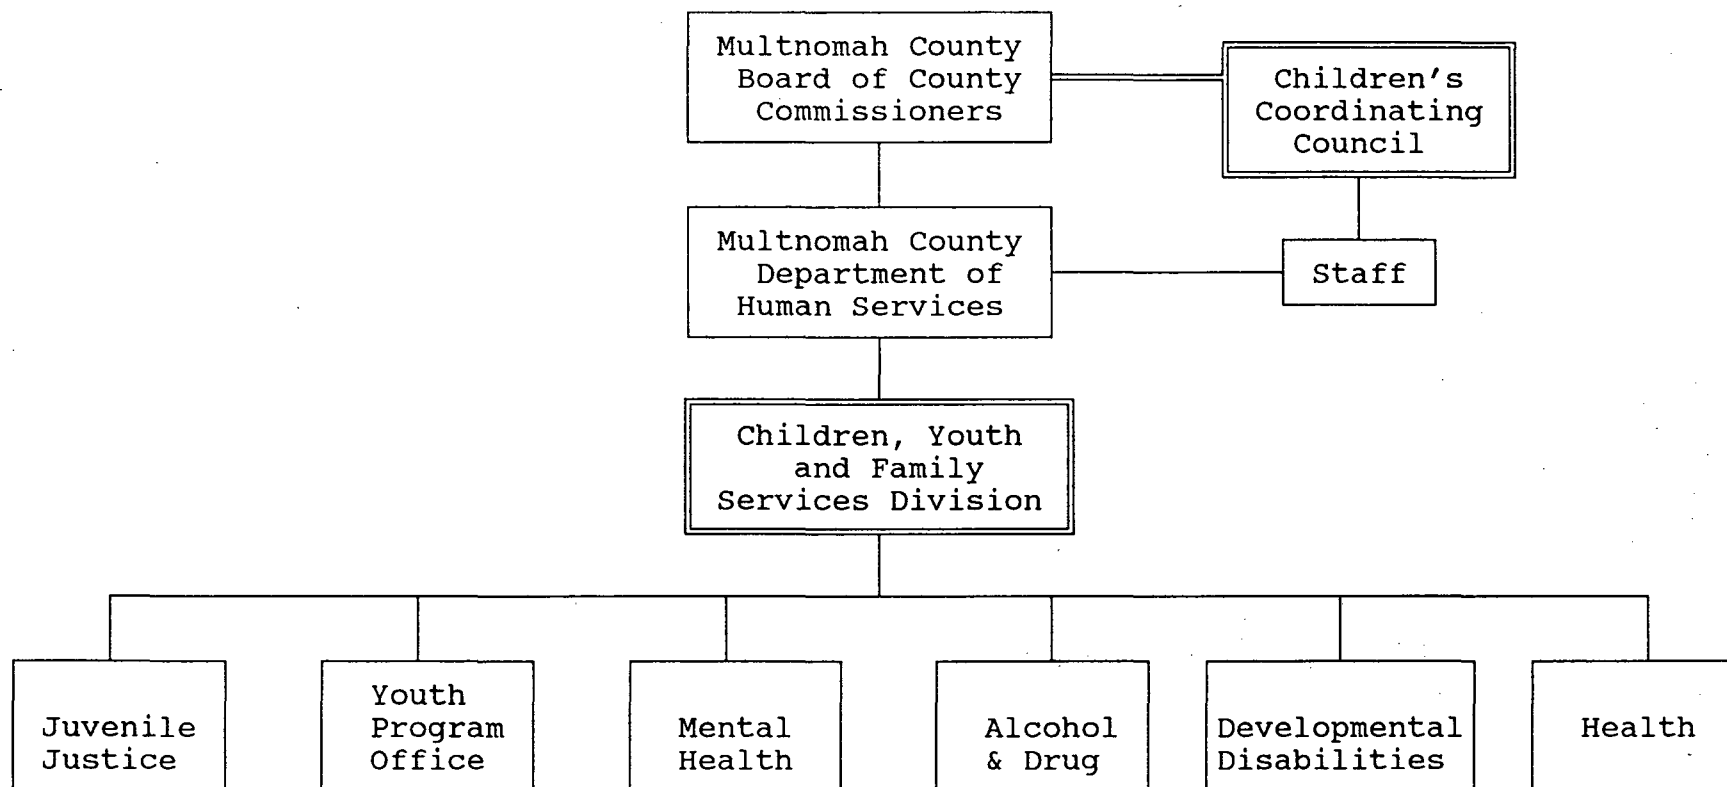 Multnomah County
Board of County
Commissioners
Children's
Coordinating
Council
Multnomah County
Department of
Human Services
Staff
Children, Youth
and Family
Services Division
Juvenile
Justice
Youth
Program
Office
Mental
Health
Alcohol
& Drug
Developmental
Disabilities
Health